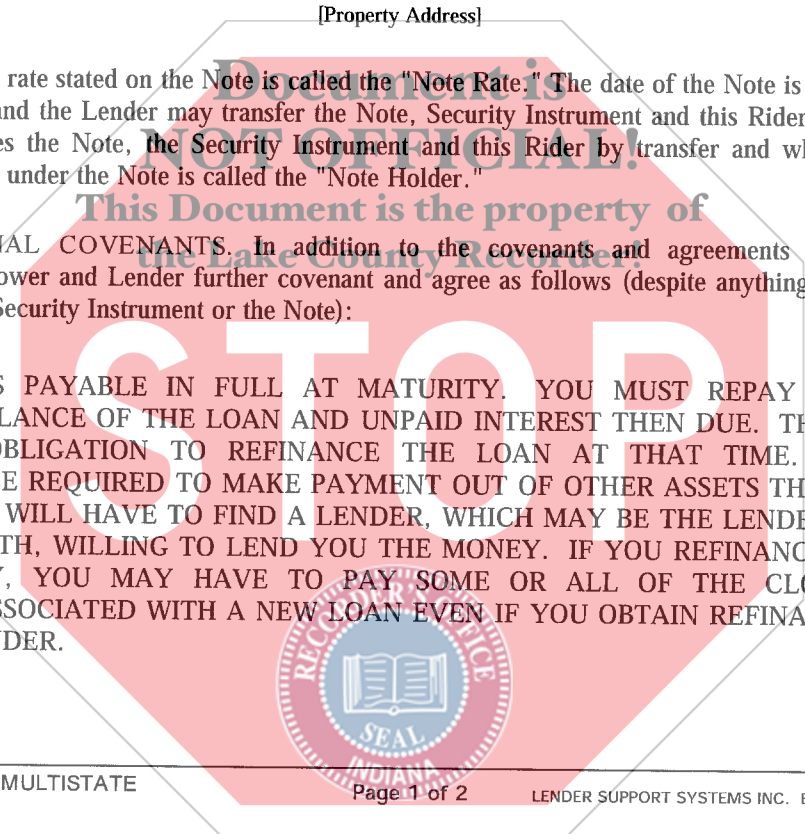 [Property Address]
rate stated on the Note is called the "Note Rate." The date of the Note is
Document is
and the Lender may transfer the Note, Security Instrument and this Rider
es the Note, the Security Instrument and this Rider by transfer and wh
NOT OFFICIAL!
under the Note is called the "Note Holder."
This Document is the property of
NAL COVENANTS. In addition to the covenants and agreements
the Lake County Recorder!
ower and Lender further covenant and agree as follows (despite anything
Security Instrument or the Note):
STOP
S PAYABLE IN FULL AT MATURITY. YOU MUST REPAY
LANCE OF THE LOAN AND UNPAID INTEREST THEN DUE. TH
OBLIGATION TO REFINANCE THE LOAN AT THAT TIME.
E REQUIRED TO MAKE PAYMENT OUT OF OTHER ASSETS TH
WILL HAVE TO FIND A LENDER, WHICH MAY BE THE LENDE
TH, WILLING TO LEND YOU THE MONEY. IF YOU REFINANC
Y, YOU MAY HAVE TO PAY SOME OR ALL OF THE CLO
SSOCIATED WITH A NEW LOAN EVEN IF YOU OBTAIN REFINA
NDER.
RECORDER'S OFFICE
SEAL
INDIANA
MULTISTATE
Page 1 of 2
LENDER SUPPORT SYSTEMS INC.